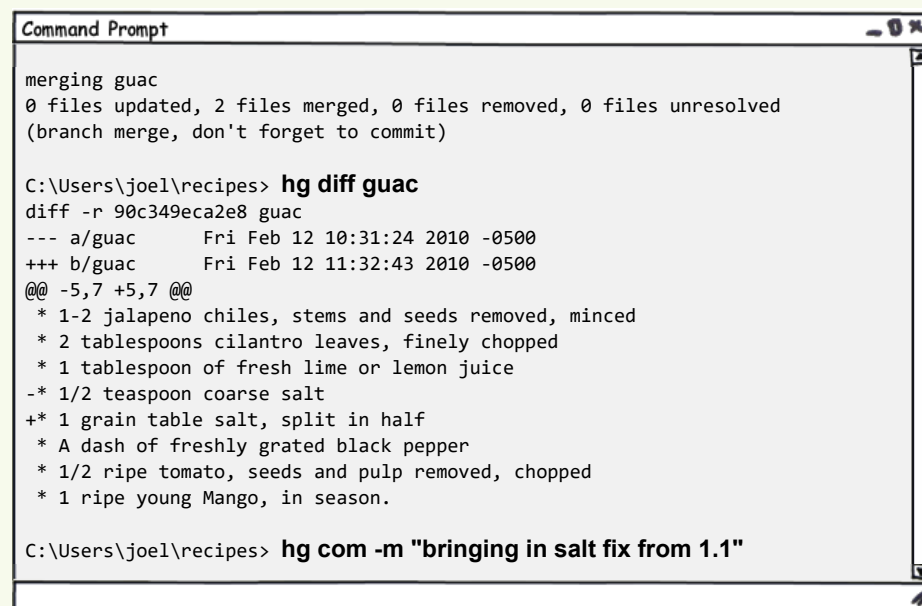 Command Prompt
merging guac
0 files updated, 2 files merged, 0 files removed, 0 files unresolved
(branch merge, don't forget to commit)
C:\Users\joel\recipes> hg diff guac
diff -r 90c349eca2e8 guac
--- a/guac       Fri Feb 12 10:31:24 2010 -0500
+++ b/guac       Fri Feb 12 11:32:43 2010 -0500
@@ -5,7 +5,7 @@
 * 1-2 jalapeno chiles, stems and seeds removed, minced
 * 2 tablespoons cilantro leaves, finely chopped
 * 1 tablespoon of fresh lime or lemon juice
-* 1/2 teaspoon coarse salt
+* 1 grain table salt, split in half
 * A dash of freshly grated black pepper
 * 1/2 ripe tomato, seeds and pulp removed, chopped
 * 1 ripe young Mango, in season.
C:\Users\joel\recipes> hg com -m "bringing in salt fix from 1.1"